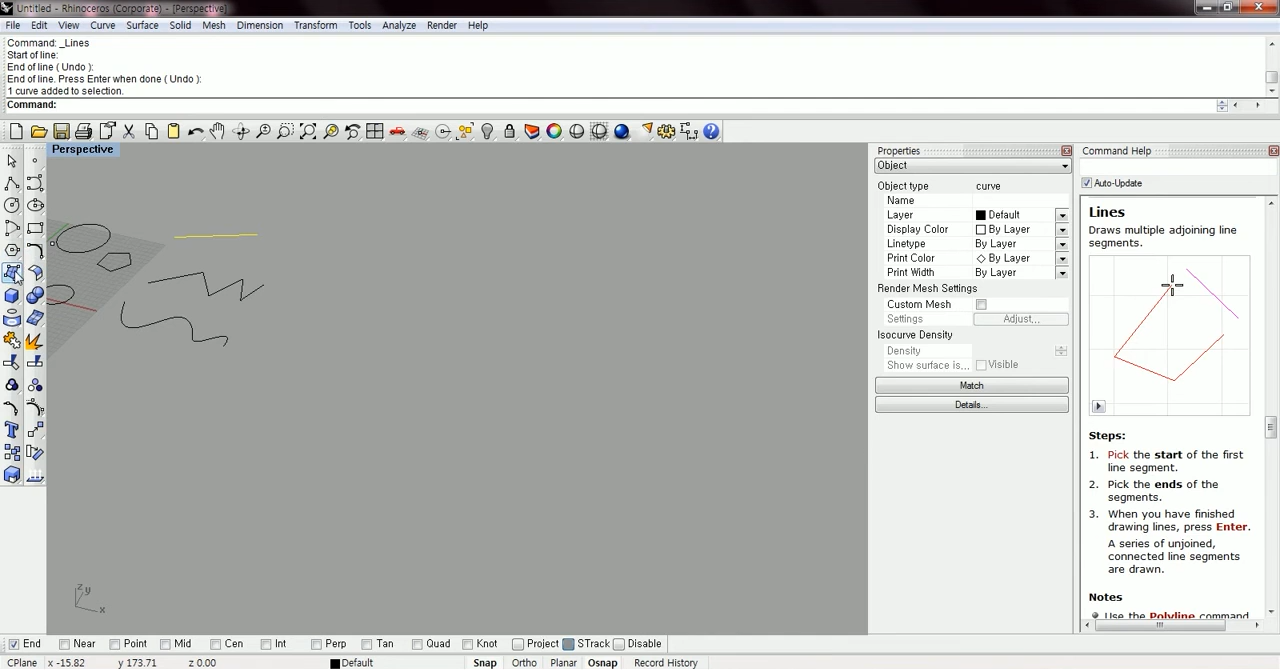 Untitled - Rhinoceros (Corporate) - [Perspective]
File Edit View Curve Surface Solid Mesh Dimension Transform Tools Analyze Render Help
Command: _Lines
Start of line:
End of line ( Undo ):
End of line. Press Enter when done ( Undo ):
1 curve added to selection.
Command:
Perspective
Properties
Object
Object type curve
Name
Layer Default
Display Color By Layer
Linetype By Layer
Print Color By Layer
Print Width By Layer
Render Mesh Settings
Custom Mesh
Settings Adjust...
Isocurve Density
Density
Show surface is... Visible
Match
Details...
Command Help
Auto-Update
Lines
Draws multiple adjoining line
segments.
Steps:
1. Pick the start of the first
line segment.
2. Pick the ends of the
segments.
3. When you have finished
drawing lines, press Enter.
A series of unjoined,
connected line segments
are drawn.
Notes
Use the Polyline command
z y
x
End Near Point Mid Cen Int Perp Tan Quad Knot Project STrack Disable
CPlane x -15.82 y 173.71 z 0.00 Default Snap Ortho Planar Osnap Record History